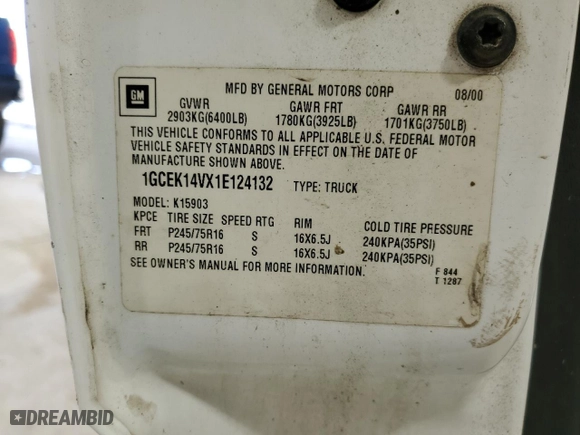 GM
MFD BY GENERAL MOTORS CORP 08/00
GVWR GAWR FRT GAWR RR
2903KG(6400LB) 1780KG(3925LB) 1701KG(3750LB)
THIS VEHICLE CONFORMS TO ALL APPLICABLE U.S. FEDERAL MOTOR
VEHICLE SAFETY STANDARDS IN EFFECT ON THE DATE OF
MANUFACTURE SHOWN ABOVE.
1GCEK14VX1E124132 TYPE: TRUCK
MODEL: K15903
KPCE TIRE SIZE SPEED RTG RIM COLD TIRE PRESSURE
FRT P245/75R16 S 16X6.5J 240KPA(35PSI)
RR P245/75R16 S 16X6.5J 240KPA(35PSI)
SEE OWNER'S MANUAL FOR MORE INFORMATION.
F 844
T 1287
DREAMBID